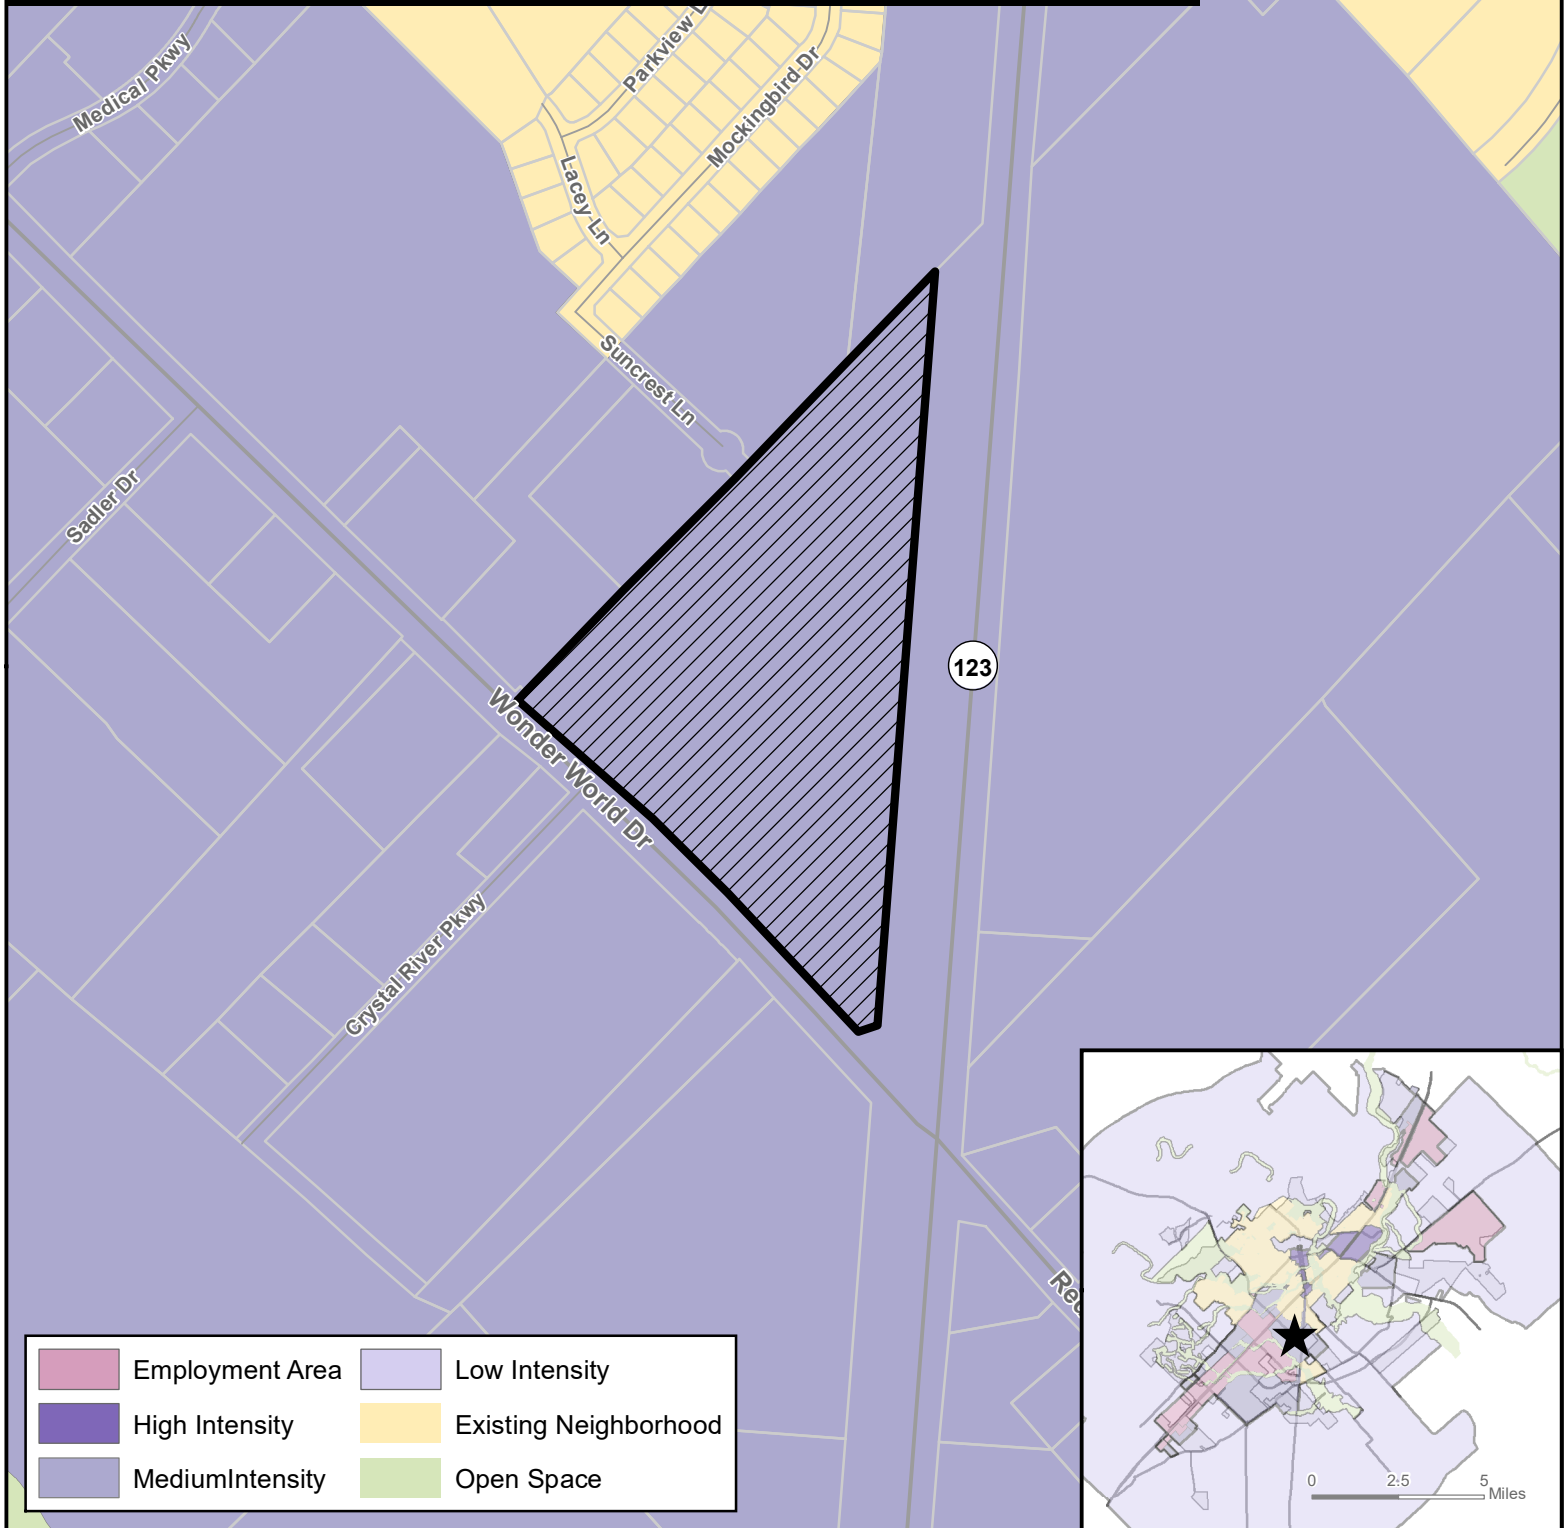 Medical Pkwy
Parkview
Mockingbird Dr
Lacey Ln
Suncrest Ln
Sadler Dr
123
Wonder World Dr
Crystal River Pkwy
Employment Area
Low Intensity
High Intensity
Existing Neighborhood
MediumIntensity
Open Space
0 2.5 5
Miles